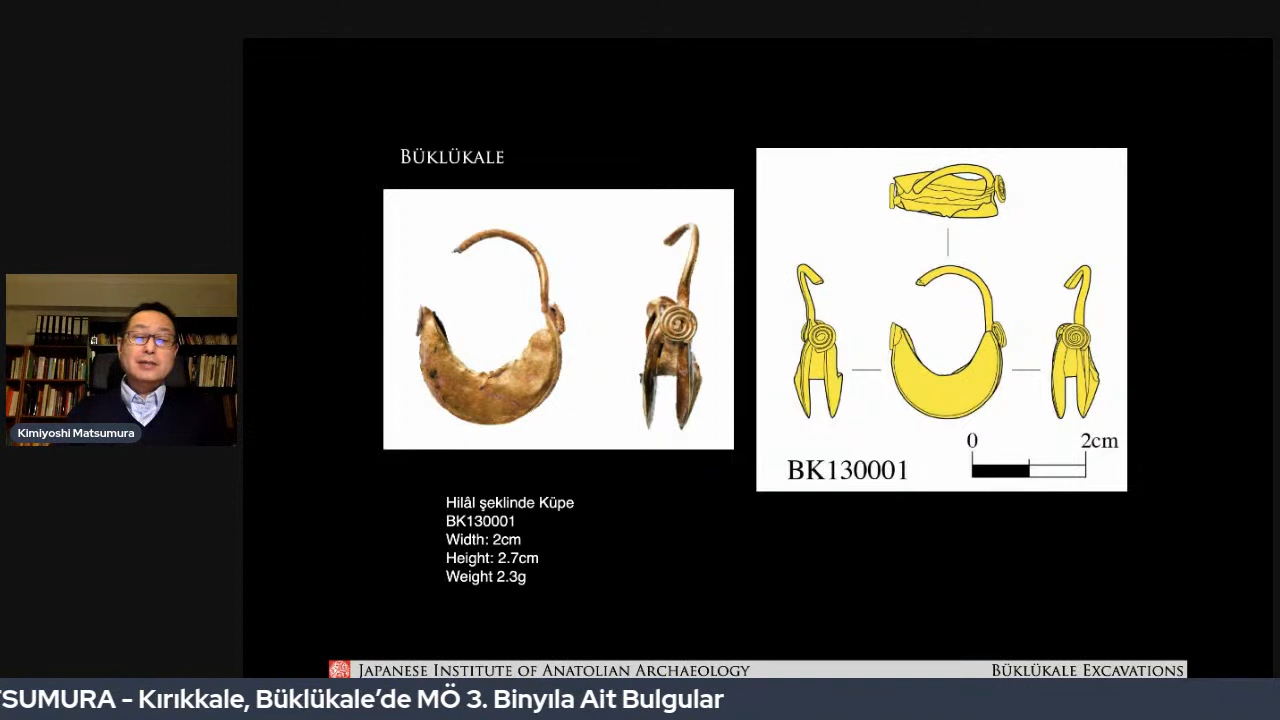 BÜKLÜKALE
0 2cm
BK130001
Hilâl şeklinde Küpe
BK130001
Width: 2cm
Height: 2.7cm
Weight 2.3g
Kimiyoshi Matsumura
JAPANESE INSTITUTE OF ANATOLIAN ARCHAEOLOGY
BÜKLÜKALE EXCAVATIONS
TSUMURA - Kırıkkale, Büklükale’de MÖ 3. Binyıla Ait Bulgular